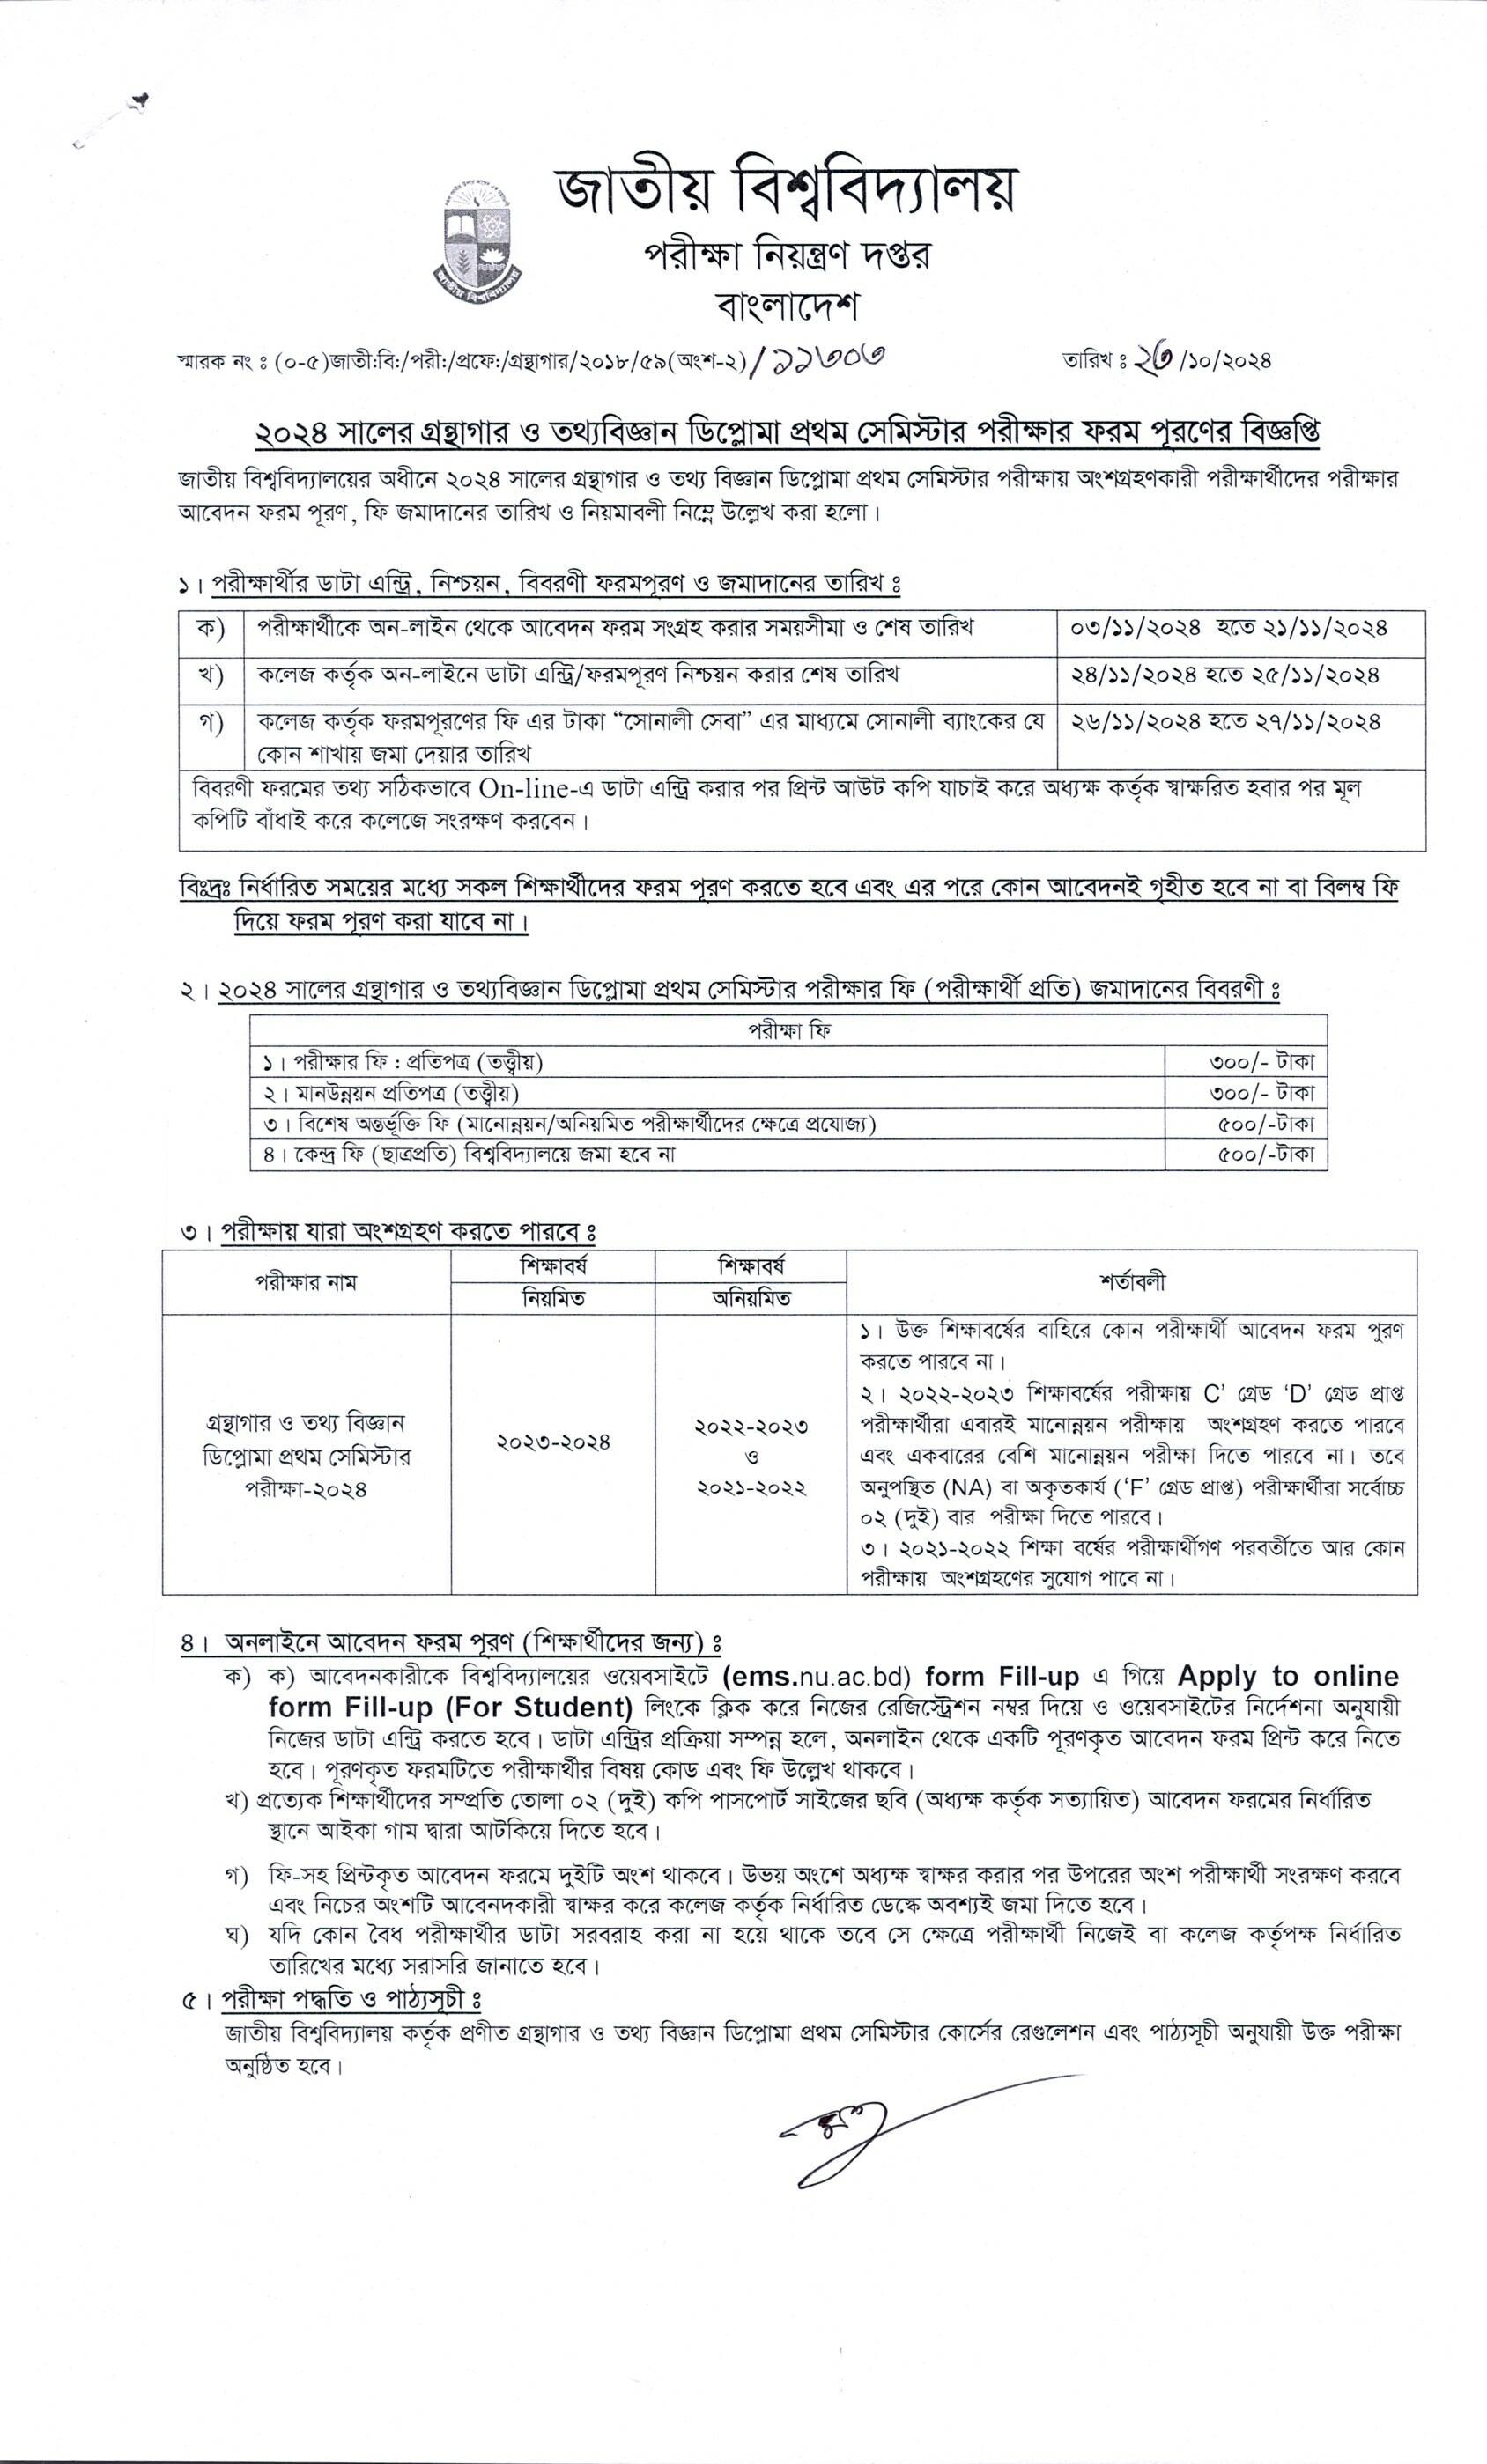 জাতীয় বিশ্ববিদ্যালয়
পরীক্ষা নিয়ন্ত্রণ দপ্তর
বাংলাদেশ
জাতীয় বিশ্ববিদ্যালয়
স্মারক নং ঃ (০-৫)জাতী:বি:/পরী:/প্রফে:/গ্রন্থাগার/২০১৮/৫৯(অংশ-২)/১১৩০৩ তারিখ ঃ ২৩/১০/২০২৪
২০২৪ সালের গ্রন্থাগার ও তথ্যবিজ্ঞান ডিপ্লোমা প্রথম সেমিস্টার পরীক্ষার ফরম পূরণের বিজ্ঞপ্তি
জাতীয় বিশ্ববিদ্যালয়ের অধীনে ২০২৪ সালের গ্রন্থাগার ও তথ্য বিজ্ঞান ডিপ্লোমা প্রথম সেমিস্টার পরীক্ষায় অংশগ্রহণকারী পরীক্ষার্থীদের পরীক্ষার
আবেদন ফরম পূরণ, ফি জমাদানের তারিখ ও নিয়মাবলী নিম্নে উল্লেখ করা হলো।
১। পরীক্ষার্থীর ডাটা এন্ট্রি, নিশ্চয়ন, বিবরণী ফরমপূরণ ও জমাদানের তারিখ ঃ
ক) পরীক্ষার্থীকে অন-লাইন থেকে আবেদন ফরম সংগ্রহ করার সময়সীমা ও শেষ তারিখ ০৩/১১/২০২৪ হতে ২১/১১/২০২৪
খ) কলেজ কর্তৃক অন-লাইনে ডাটা এন্ট্রি/ফরমপূরণ নিশ্চয়ন করার শেষ তারিখ ২৪/১১/২০২৪ হতে ২৫/১১/২০২৪
গ) কলেজ কর্তৃক ফরমপূরণের ফি এর টাকা “সোনালী সেবা” এর মাধ্যমে সোনালী ব্যাংকের যে ২৬/১১/২০২৪ হতে ২৭/১১/২০২৪
কোন শাখায় জমা দেয়ার তারিখ
বিবরণী ফরমের তথ্য সঠিকভাবে On-line-এ ডাটা এন্ট্রি করার পর প্রিন্ট আউট কপি যাচাই করে অধ্যক্ষ কর্তৃক স্বাক্ষরিত হবার পর মূল
কপিটি বাঁধাই করে কলেজে সংরক্ষণ করবেন।
বিঃদ্রঃ নির্ধারিত সময়ের মধ্যে সকল শিক্ষার্থীদের ফরম পূরণ করতে হবে এবং এর পরে কোন আবেদনই গৃহীত হবে না বা বিলম্ব ফি
দিয়ে ফরম পূরণ করা যাবে না।
২। ২০২৪ সালের গ্রন্থাগার ও তথ্যবিজ্ঞান ডিপ্লোমা প্রথম সেমিস্টার পরীক্ষার ফি (পরীক্ষার্থী প্রতি) জমাদানের বিবরণী ঃ
পরীক্ষা ফি
১। পরীক্ষার ফি : প্রতিপত্র (তত্ত্বীয়) ৩০০/- টাকা
২। মানউন্নয়ন প্রতিপত্র (তত্ত্বীয়) ৩০০/- টাকা
৩। বিশেষ অন্তর্ভূক্তি ফি (মানোন্নয়ন/অনিয়মিত পরীক্ষার্থীদের ক্ষেত্রে প্রযোজ্য) ৫০০/-টাকা
৪। কেন্দ্র ফি (ছাত্রপ্রতি) বিশ্ববিদ্যালয়ে জমা হবে না ৫০০/-টাকা
৩। পরীক্ষায় যারা অংশগ্রহণ করতে পারবে ঃ
পরীক্ষার নাম শিক্ষাবর্ষ শিক্ষাবর্ষ শর্তাবলী
নিয়মিত অনিয়মিত
গ্রন্থাগার ও তথ্য বিজ্ঞান
ডিপ্লোমা প্রথম সেমিস্টার
পরীক্ষা-২০২৪
২০২৩-২০২৪
২০২২-২০২৩
ও
২০২১-২০২২
১। উক্ত শিক্ষাবর্ষের বাহিরে কোন পরীক্ষার্থী আবেদন ফরম পুরণ
করতে পারবে না।
২। ২০২২-২০২৩ শিক্ষাবর্ষের পরীক্ষায় C’ গ্রেড ‘D’ গ্রেড প্রাপ্ত
পরীক্ষার্থীরা এবারই মানোন্নয়ন পরীক্ষায় অংশগ্রহণ করতে পারবে
এবং একবারের বেশি মানোন্নয়ন পরীক্ষা দিতে পারবে না। তবে
অনুপস্থিত (NA) বা অকৃতকার্য (‘F’ গ্রেড প্রাপ্ত) পরীক্ষার্থীরা সর্বোচ্চ
০২ (দুই) বার পরীক্ষা দিতে পারবে।
৩। ২০২১-২০২২ শিক্ষা বর্ষের পরীক্ষার্থীগণ পরবর্তীতে আর কোন
পরীক্ষায় অংশগ্রহণের সুযোগ পাবে না।
৪। অনলাইনে আবেদন ফরম পূরণ (শিক্ষার্থীদের জন্য) ঃ
ক) ক) আবেদনকারীকে বিশ্ববিদ্যালয়ের ওয়েবসাইটে (ems.nu.ac.bd) form Fill-up এ গিয়ে Apply to online
form Fill-up (For Student) লিংকে ক্লিক করে নিজের রেজিস্ট্রেশন নম্বর দিয়ে ও ওয়েবসাইটের নির্দেশনা অনুযায়ী
নিজের ডাটা এন্ট্রি করতে হবে। ডাটা এন্ট্রির প্রক্রিয়া সম্পন্ন হলে, অনলাইন থেকে একটি পূরণকৃত আবেদন ফরম প্রিন্ট করে নিতে
হবে। পূরণকৃত ফরমটিতে পরীক্ষার্থীর বিষয় কোড এবং ফি উল্লেখ থাকবে।
খ) প্রত্যেক শিক্ষার্থীদের সম্প্রতি তোলা ০২ (দুই) কপি পাসপোর্ট সাইজের ছবি (অধ্যক্ষ কর্তৃক সত্যায়িত) আবেদন ফরমের নির্ধারিত
স্থানে আইকা গাম দ্বারা আটকিয়ে দিতে হবে।
গ) ফি-সহ প্রিন্টকৃত আবেদন ফরমে দুইটি অংশ থাকবে। উভয় অংশে অধ্যক্ষ স্বাক্ষর করার পর উপরের অংশ পরীক্ষার্থী সংরক্ষণ করবে
এবং নিচের অংশটি আবেনদকারী স্বাক্ষর করে কলেজ কর্তৃক নির্ধারিত ডেস্কে অবশ্যই জমা দিতে হবে।
ঘ) যদি কোন বৈধ পরীক্ষার্থীর ডাটা সরবরাহ করা না হয়ে থাকে তবে সে ক্ষেত্রে পরীক্ষার্থী নিজেই বা কলেজ কর্তৃপক্ষ নির্ধারিত
তারিখের মধ্যে সরাসরি জানাতে হবে।
৫। পরীক্ষা পদ্ধতি ও পাঠ্যসূচী ঃ
জাতীয় বিশ্ববিদ্যালয় কর্তৃক প্রণীত গ্রন্থাগার ও তথ্য বিজ্ঞান ডিপ্লোমা প্রথম সেমিস্টার কোর্সের রেগুলেশন এবং পাঠ্যসূচী অনুযায়ী উক্ত পরীক্ষা
অনুষ্ঠিত হবে।